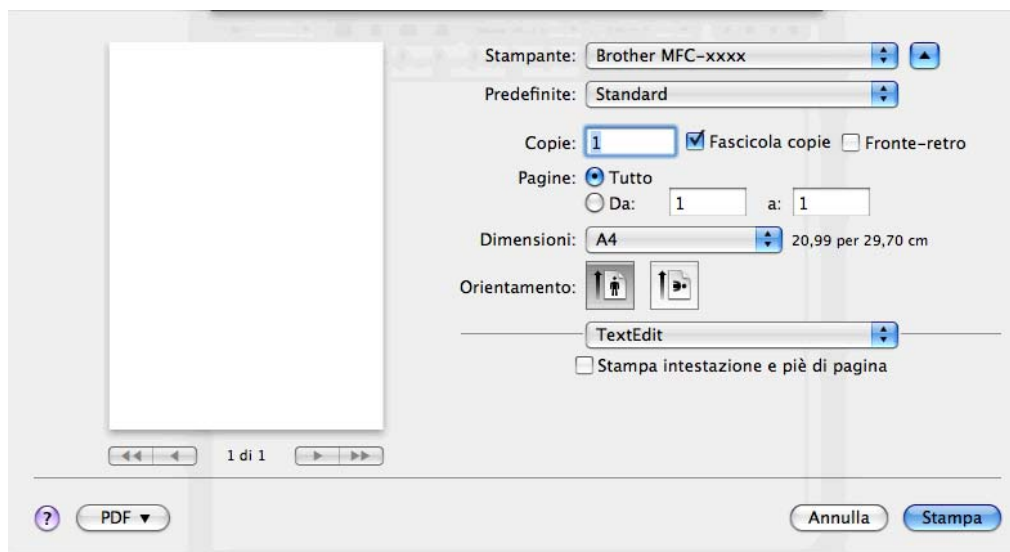 Stampante: Brother MFC-xxxx
Predefinite: Standard
Copie: 1 Fascicola copie Fronte-retro
Pagine: Tutto
Da: 1 a: 1
Dimensioni: A4 20,99 per 29,70 cm
Orientamento:
TextEdit
Stampa intestazione e piè di pagina
1 di 1
? PDF Annulla Stampa